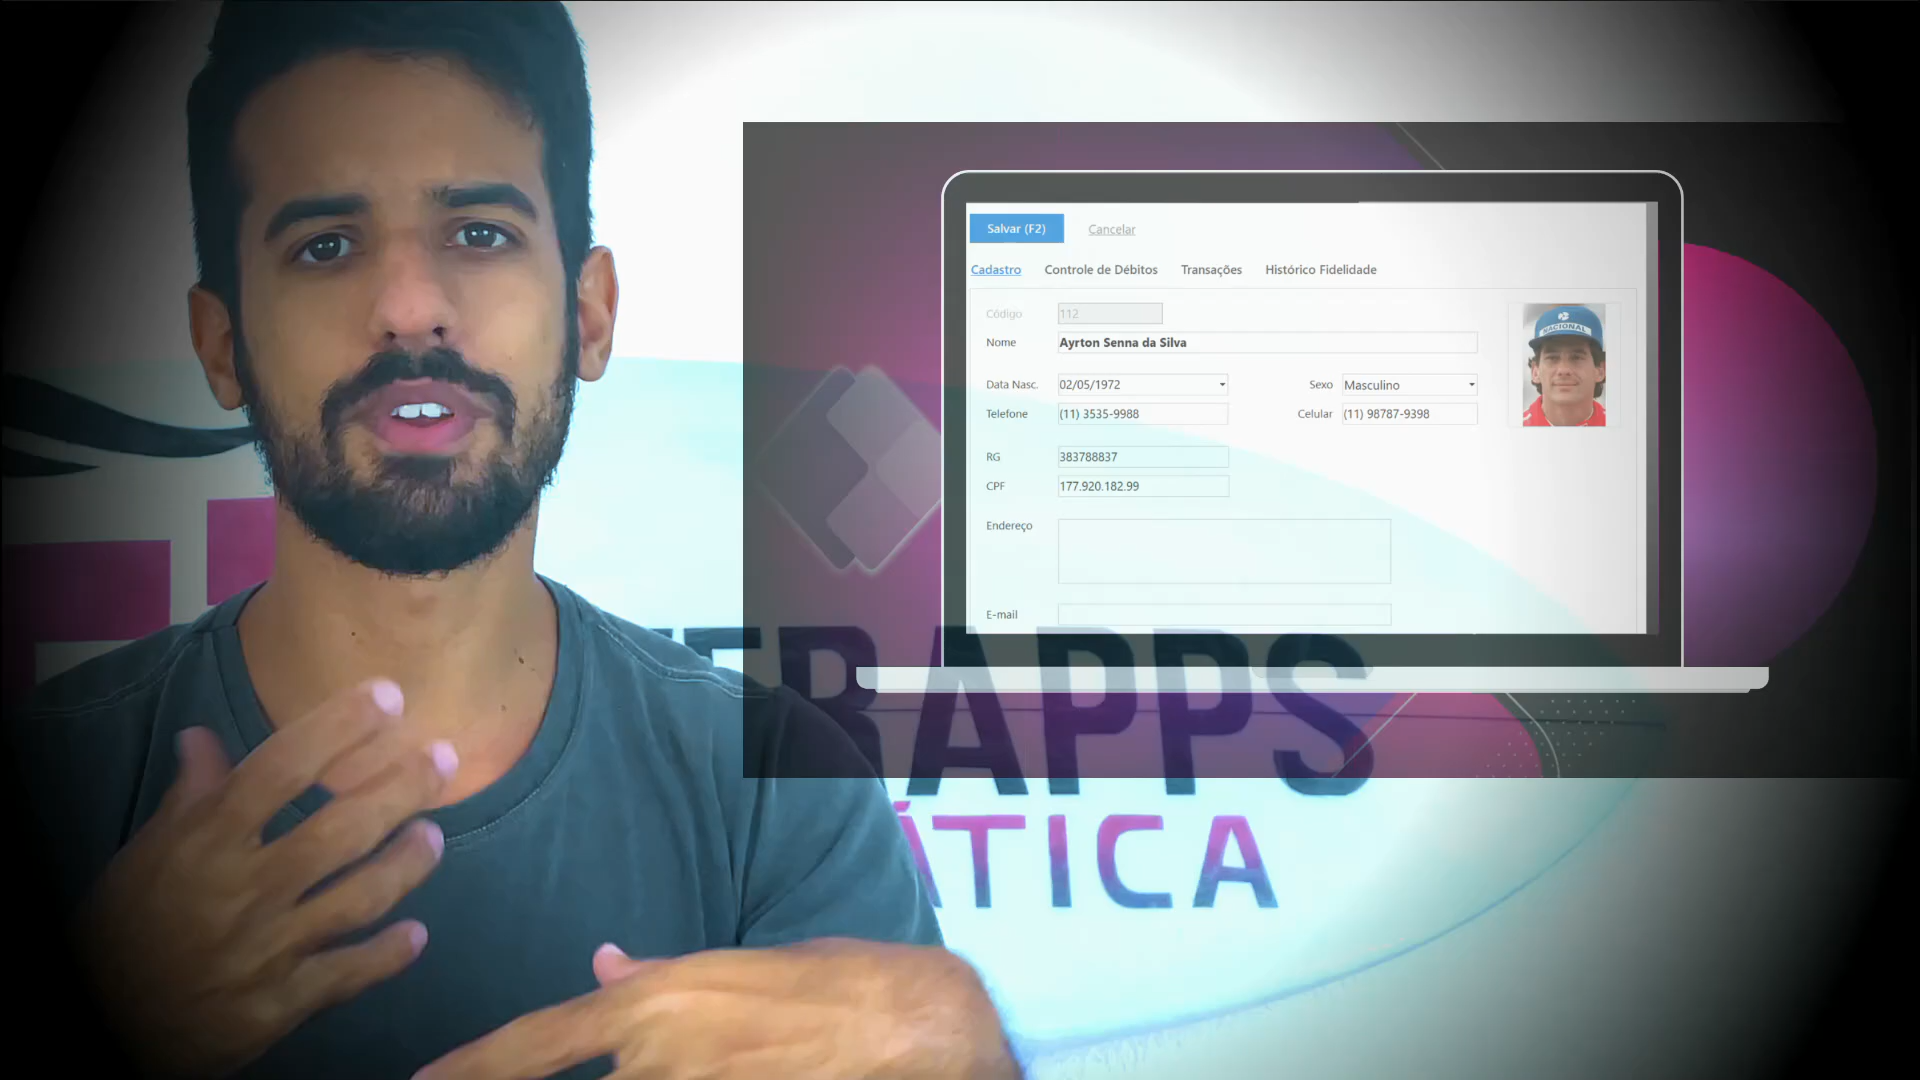 Salvar (F2) Cancelar
Cadastro Controle de Débitos Transações Histórico Fidelidade
Código 112
Nome Ayrton Senna da Silva
Data Nasc. 02/05/1972 Sexo Masculino
Telefone (11) 3535-9988 Celular (11) 98787-9398
RG 383788837
CPF 177.920.182.99
Endereço
E-mail
NACIONAL
ERAPPS
ÁTICA